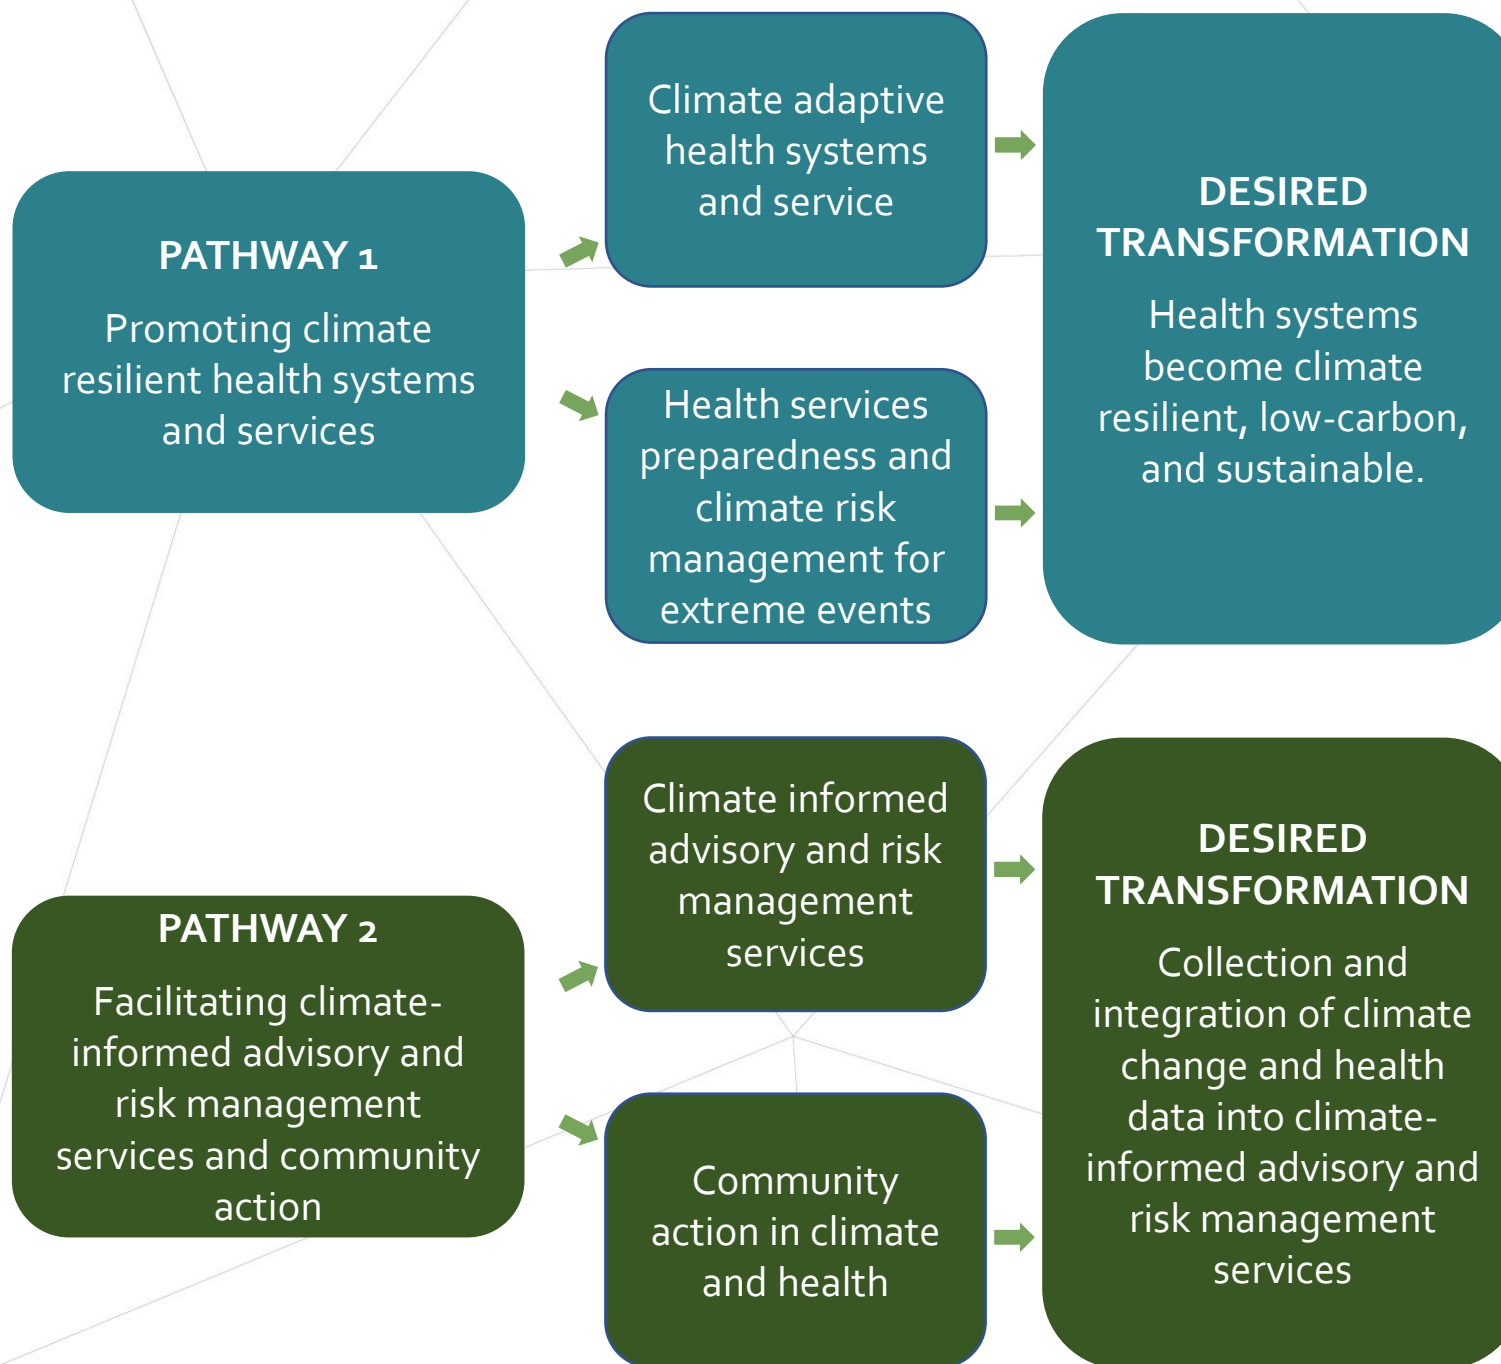 PATHWAY 1
Promoting climate
resilient health systems
and services
Climate adaptive
health systems
and service
Health services
preparedness and
climate risk
management for
extreme events
DESIRED
TRANSFORMATION
Health systems
become climate
resilient, low-carbon,
and sustainable.
PATHWAY 2
Facilitating climate-
informed advisory and
risk management
services and community
action
Climate informed
advisory and risk
management
services
Community
action in climate
and health
DESIRED
TRANSFORMATION
Collection and
integration of climate
change and health
data into climate-
informed advisory and
risk management
services